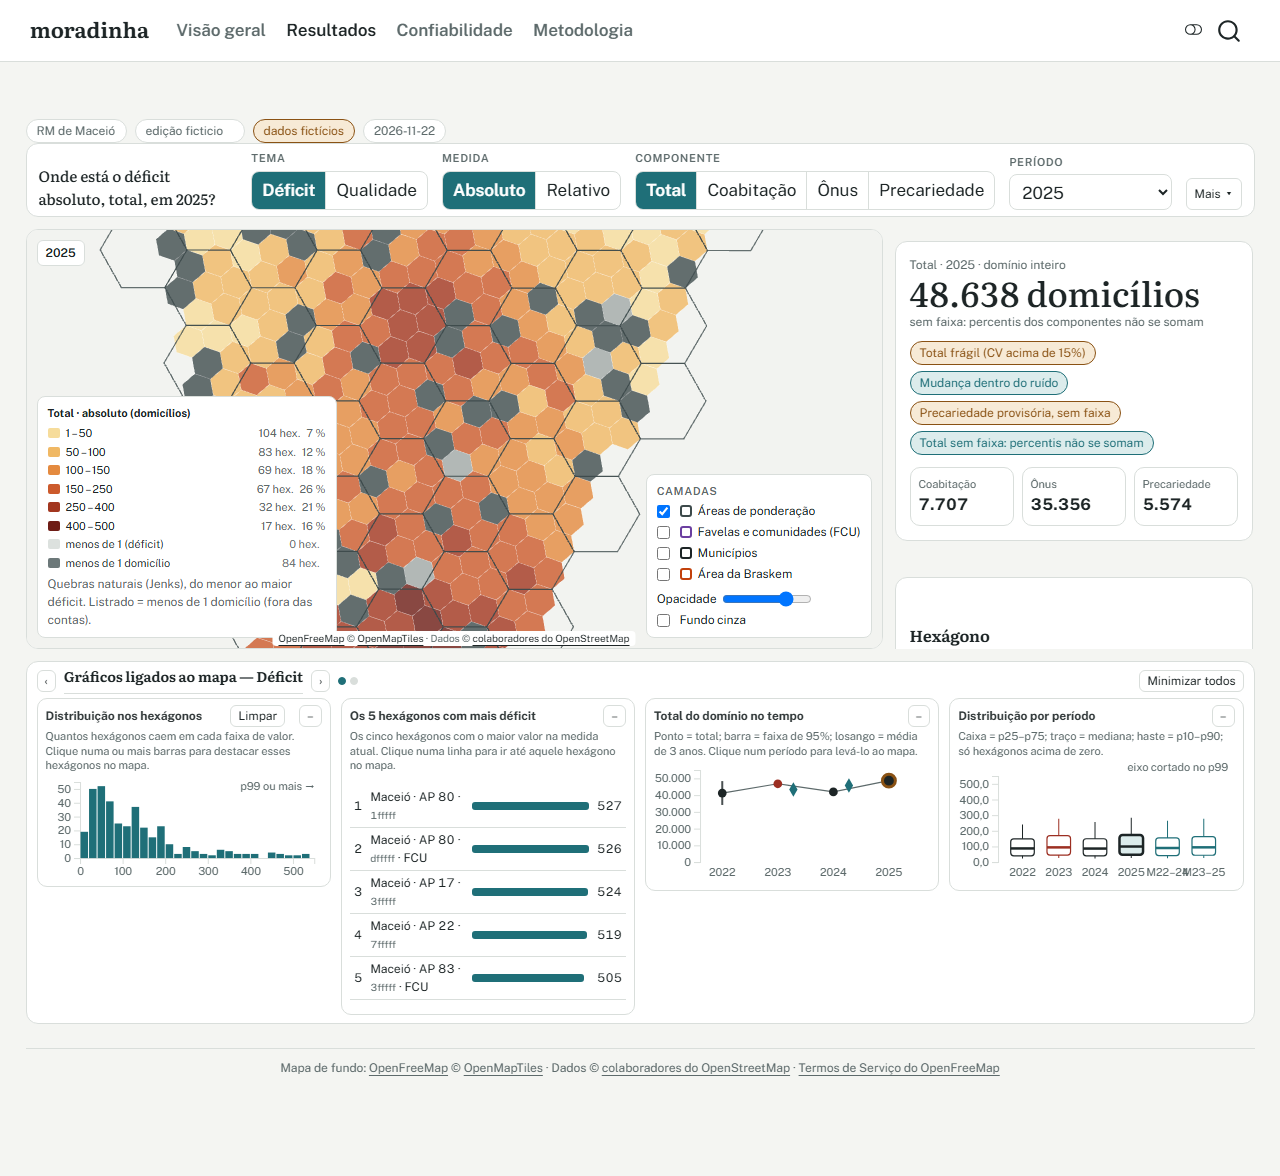 moradinha
Visão geral
Resultados
Confiabilidade
Metodologia
RM de Maceió
edição fictício
dados fictícios
2026-11-22
Onde está o déficit
absoluto, total, em 2025?
TEMA
Déficit
Qualidade
MEDIDA
Absoluto
Relativo
COMPONENTE
Total
Coabitação
Ônus
Precariedade
PERÍODO
2025
Mais
2025
Total · absoluto (domicílios)
1–50 104 hex. 7 %
50–100 83 hex. 12 %
100–150 69 hex. 18 %
150–250 67 hex. 26 %
250–400 32 hex. 21 %
400–500 17 hex. 16 %
menos de 1 (déficit) 0 hex.
menos de 1 domicílio 84 hex.
Quebras naturais (Jenks), do menor ao maior
déficit. Listrado = menos de 1 domicílio (fora das
contas).
CAMADAS
Áreas de ponderação
Favelas e comunidades (FCU)
Municípios
Área da Braskem
Opacidade
Fundo cinza
OpenFreeMap © OpenMapTiles · Dados © colaboradores do OpenStreetMap
Total · 2025 · domínio inteiro
48.638 domicílios
sem faixa: percentis dos componentes não se somam
Total frágil (CV acima de 15%)
Mudança dentro do ruído
Precariedade provisória, sem faixa
Total sem faixa: percentis não se somam
Coabitação
7.707
Ônus
35.356
Precariedade
5.574
Hexágono
‹ Gráficos ligados ao mapa — Déficit ›
Minimizar todos
Distribuição nos hexágonos
Limpar
–
Quantos hexágonos caem em cada faixa de valor.
Clique numa ou mais barras para destacar esses
hexágonos no mapa.
p99 ou mais →
50
40
30
20
10
0
0 100 200 300 400 500
Os 5 hexágonos com mais déficit
–
Os cinco hexágonos com o maior valor na medida
atual. Clique numa linha para ir até aquele hexágono
no mapa.
1 Maceió · AP 80 · 527
1fffff
2 Maceió · AP 80 · 526
dfffff · FCU
3 Maceió · AP 17 · 524
3fffff
4 Maceió · AP 22 · 519
7fffff
5 Maceió · AP 83 · 505
3fffff · FCU
Total do domínio no tempo
–
Ponto = total; barra = faixa de 95%; losango = média
de 3 anos. Clique num período para levá-lo ao mapa.
50.000
40.000
30.000
20.000
10.000
0
2022 2023 2024 2025
Distribuição por período
–
Caixa = p25–p75; traço = mediana; haste = p10–p90;
só hexágonos acima de zero.
eixo cortado no p99
500,0
400,0
300,0
200,0
100,0
0,0
2022 2023 2024 2025 M22–24 M23–25
Mapa de fundo: OpenFreeMap © OpenMapTiles · Dados © colaboradores do OpenStreetMap · Termos de Serviço do OpenFreeMap